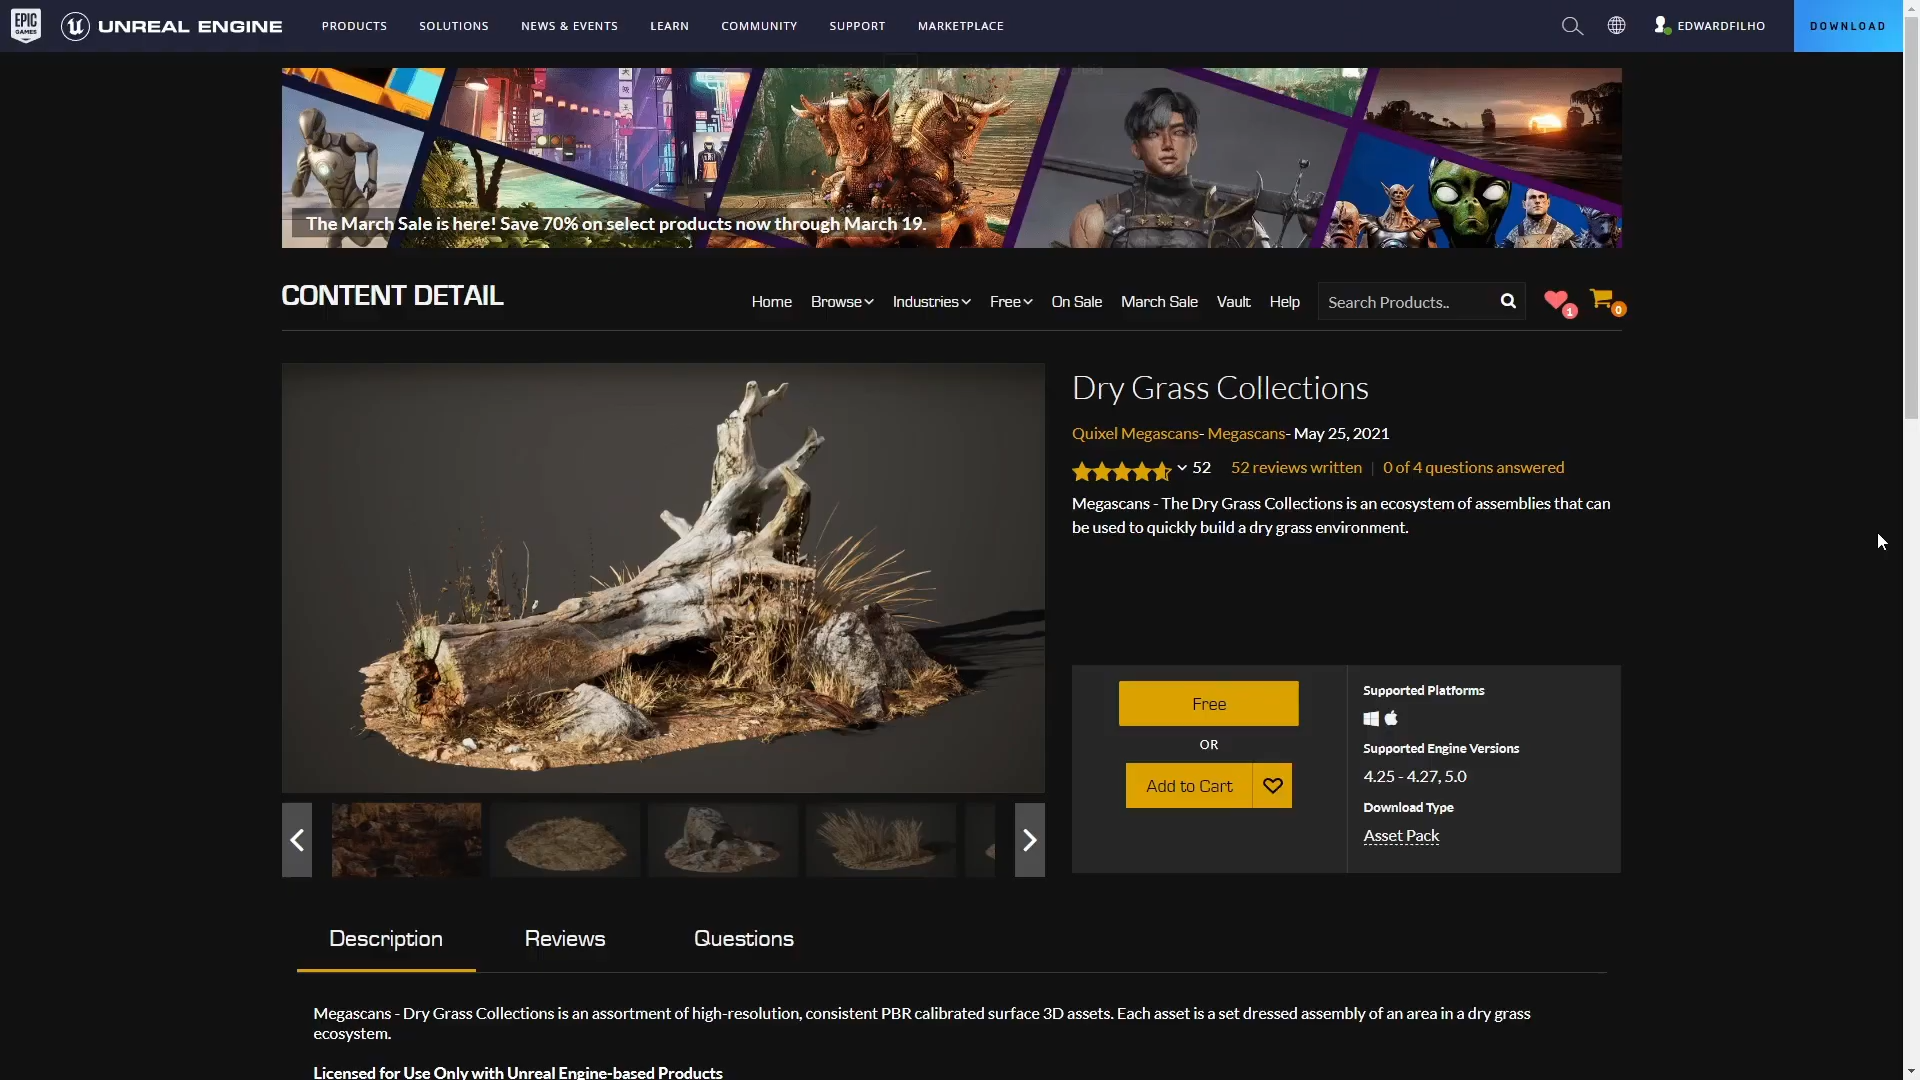 EPIC GAMES
UNREAL ENGINE
PRODUCTS SOLUTIONS NEWS & EVENTS LEARN COMMUNITY SUPPORT MARKETPLACE
EDWARDFILHO
DOWNLOAD
The March Sale is here! Save 70% on select products now through March 19.
CONTENT DETAIL
Home Browse Industries Free On Sale March Sale Vault Help
Search Products..
1
0
Dry Grass Collections
Quixel Megascans- Megascans- May 25, 2021
52 52 reviews written | 0 of 4 questions answered
Megascans - The Dry Grass Collections is an ecosystem of assemblies that can
be used to quickly build a dry grass environment.
Free
OR
Add to Cart
Supported Platforms
Supported Engine Versions
4.25 - 4.27, 5.0
Download Type
Asset Pack
Description Reviews Questions
Megascans - Dry Grass Collections is an assortment of high-resolution, consistent PBR calibrated surface 3D assets. Each asset is a set dressed assembly of an area in a dry grass
ecosystem.
Licensed for Use Only with Unreal Engine-based Products